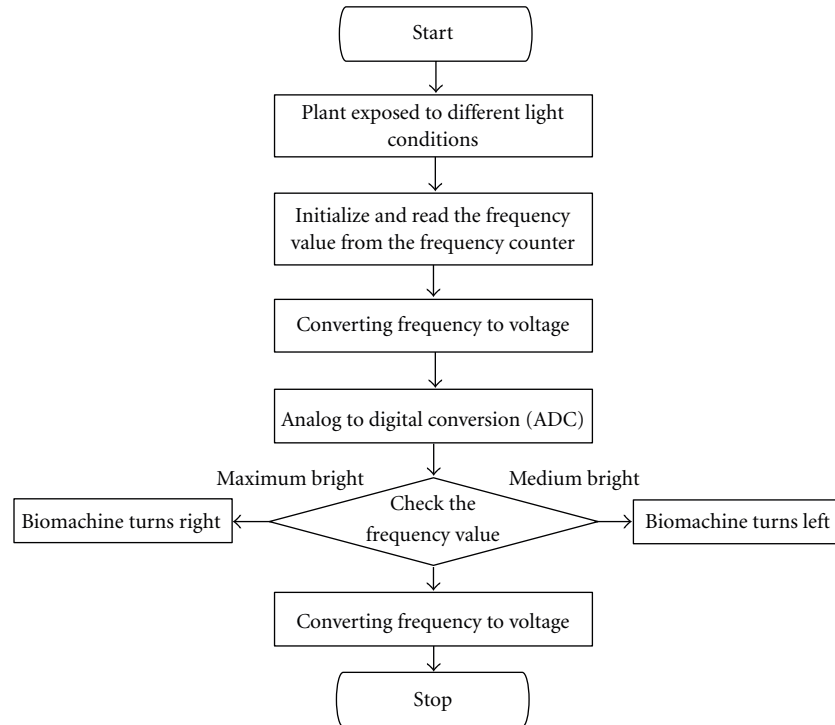 Start
Plant exposed to different light
conditions
Initialize and read the frequency
value from the frequency counter
Converting frequency to voltage
Analog to digital conversion (ADC)
Maximum bright
Medium bright
Biomachine turns right
Check the
frequency value
Biomachine turns left
Converting frequency to voltage
Stop